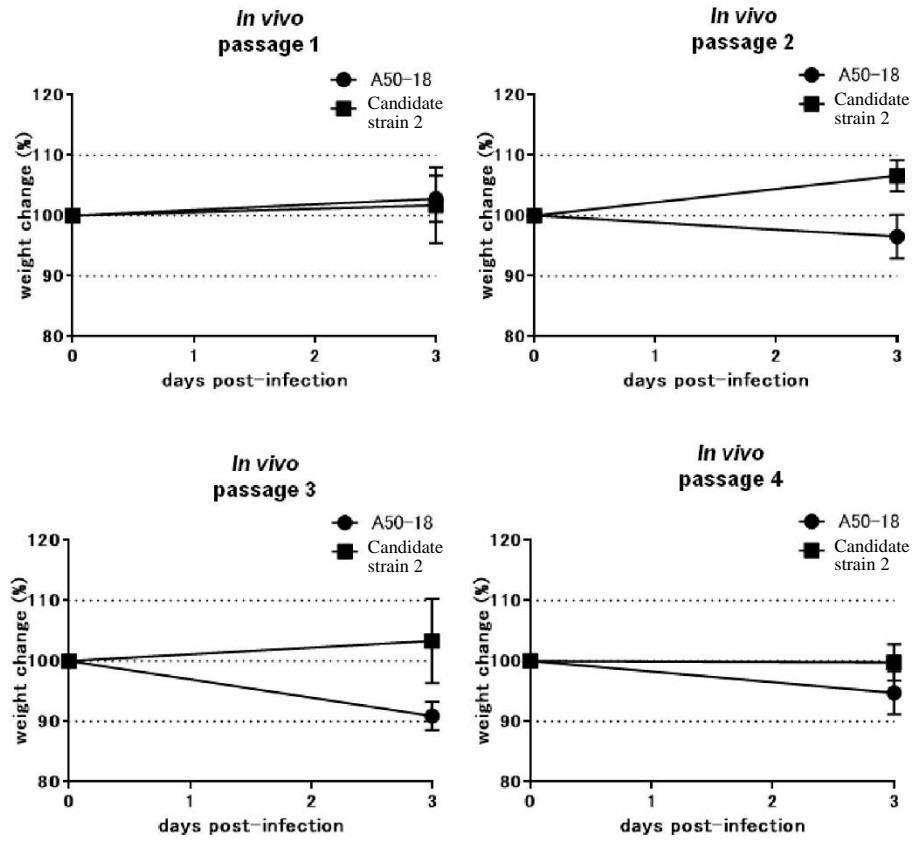 In vivo
passage 1
A50-18
Candidate
strain 2
120
110
100
90
80
weight change (%)
0 1 2 3
days post-infection
In vivo
passage 2
A50-18
Candidate
strain 2
120
110
100
90
80
weight change (%)
0 1 2 3
days post-infection
In vivo
passage 3
A50-18
Candidate
strain 2
120
110
100
90
80
weight change (%)
0 1 2 3
days post-infection
In vivo
passage 4
A50-18
Candidate
strain 2
120
110
100
90
80
weight change (%)
0 1 2 3
days post-infection